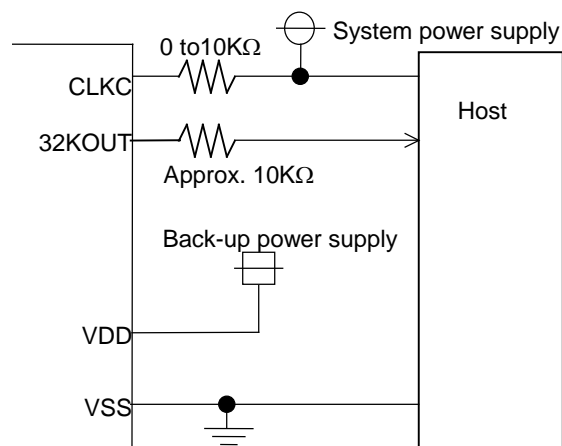 0 to10KΩ
System power supply
CLKC
Host
32KOUT
Approx. 10KΩ
Back-up power supply
VDD
VSS